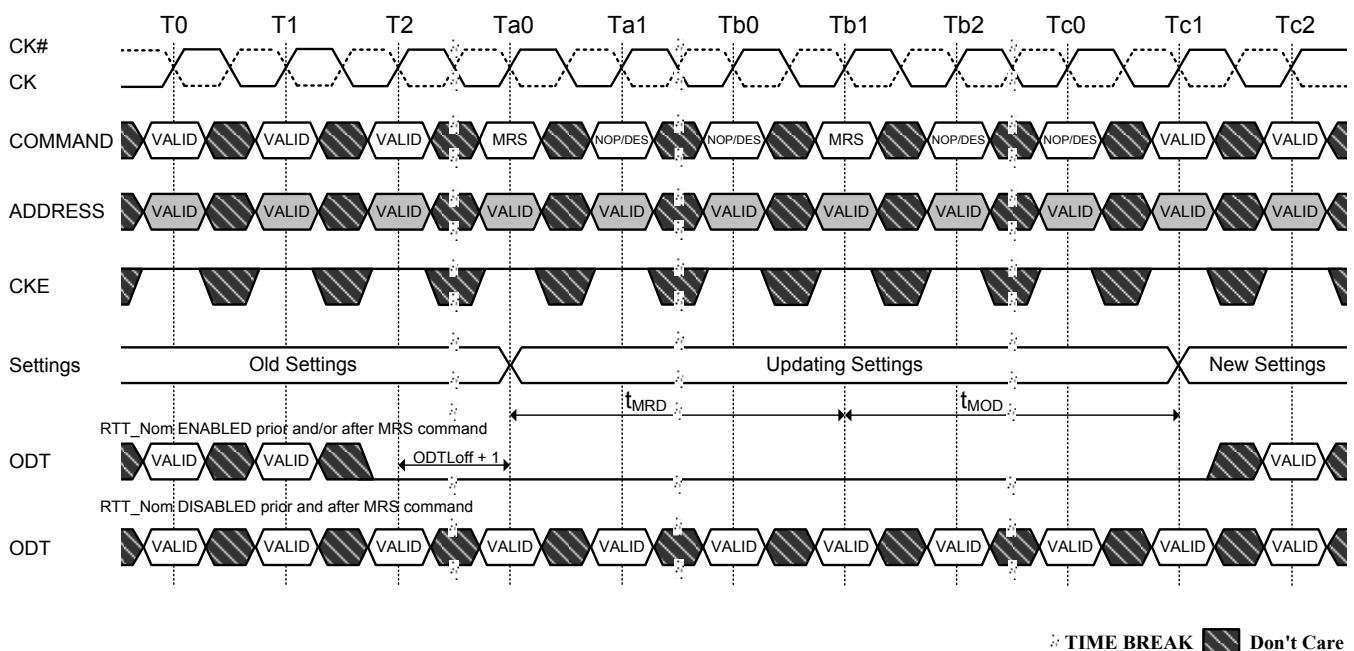 T0 T1 T2 Ta0 Ta1 Tb0 Tb1 Tb2 Tc0 Tc1 Tc2
CK#
CK
COMMAND VALID VALID VALID MRS NOP/DES NOP/DES MRS NOP/DES NOP/DES VALID VALID
ADDRESS VALID VALID VALID VALID VALID VALID VALID VALID VALID VALID VALID
CKE
Settings Old Settings Updating Settings New Settings
tMRD tMOD
RTT_Nom ENABLED prior and/or after MRS command
ODT VALID VALID ODTLoff + 1 VALID
RTT_Nom DISABLED prior and after MRS command
ODT VALID VALID VALID VALID VALID VALID VALID VALID VALID VALID VALID
TIME BREAK Don't Care